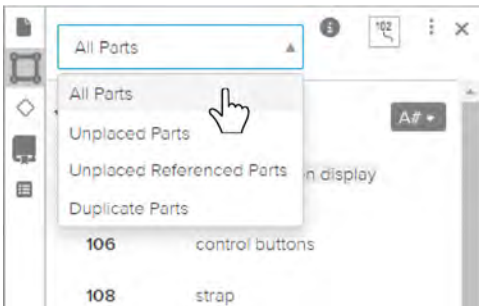 All Parts
102
All Parts
A#
Unplaced Parts
Unplaced Referenced Parts
n display
Duplicate Parts
106 control buttons
108 strap